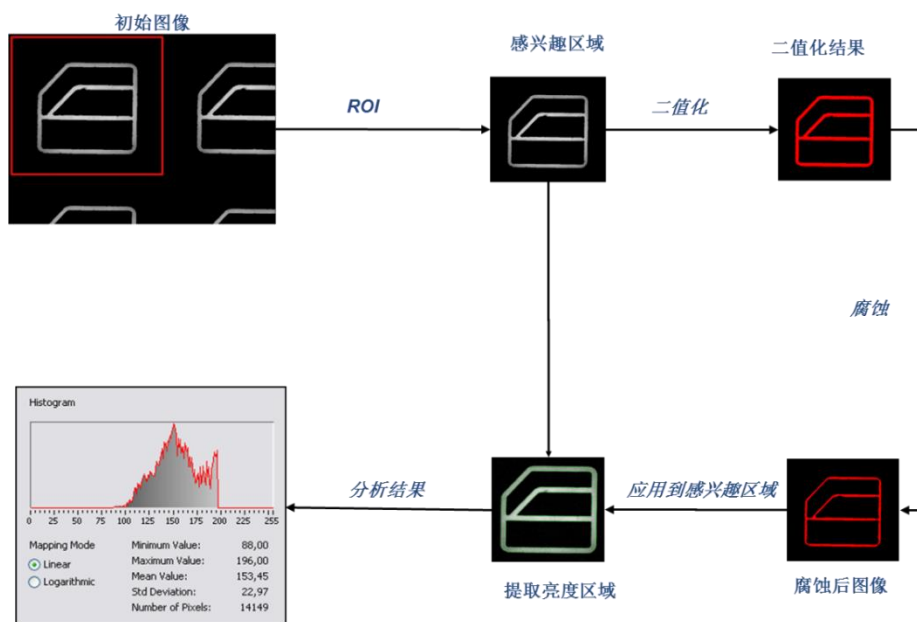 初始图像
感兴趣区域
二值化结果
ROI
二值化
腐蚀
Histogram
0 25 50 75 100 125 150 175 200 225 255
Mapping Mode
Linear
Logarithmic
Minimum Value: 88,00
Maximum Value: 196,00
Mean Value: 153,45
Std Deviation: 22,97
Number of Pixels: 14149
分析结果
应用到感兴趣区域
提取亮度区域
腐蚀后图像